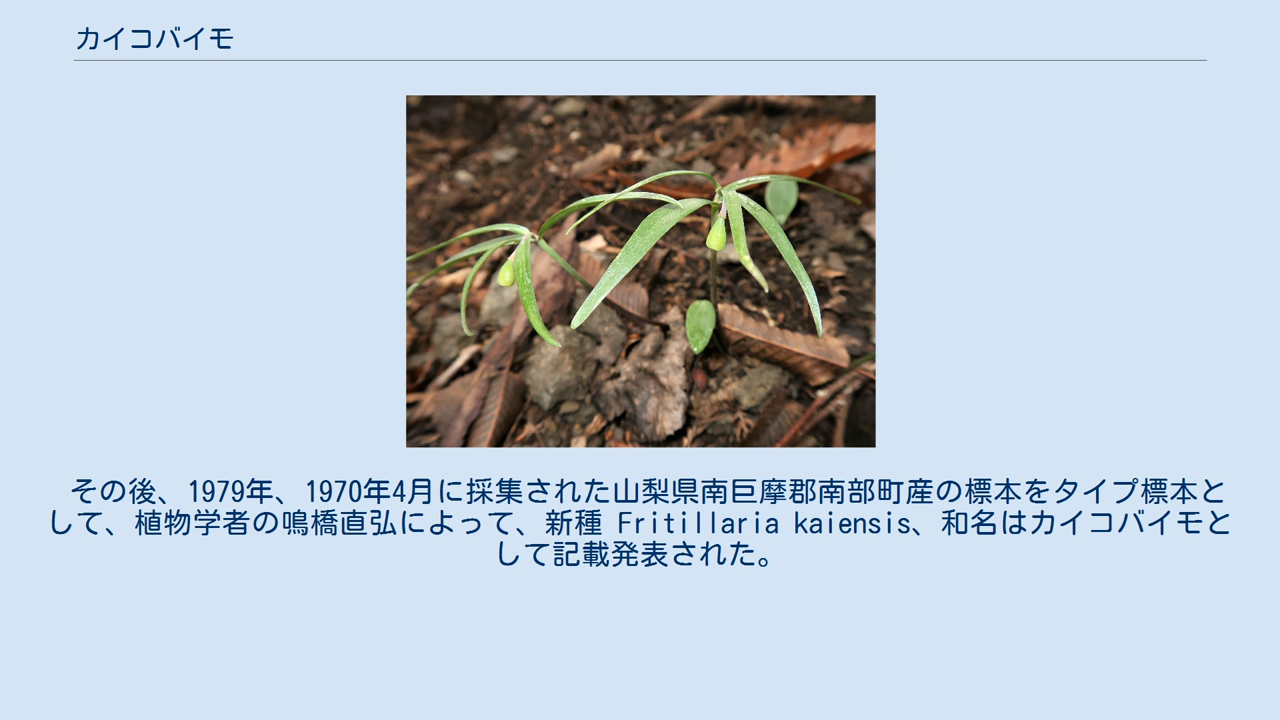 カイコバイモ
その後、1979年、1970年4月に採集された山梨県南巨摩郡南部町産の標本をタイプ標本と
して、植物学者の鳴橋直弘によって、新種 Fritillaria kaiensis、和名はカイコバイモと
して記載発表された。